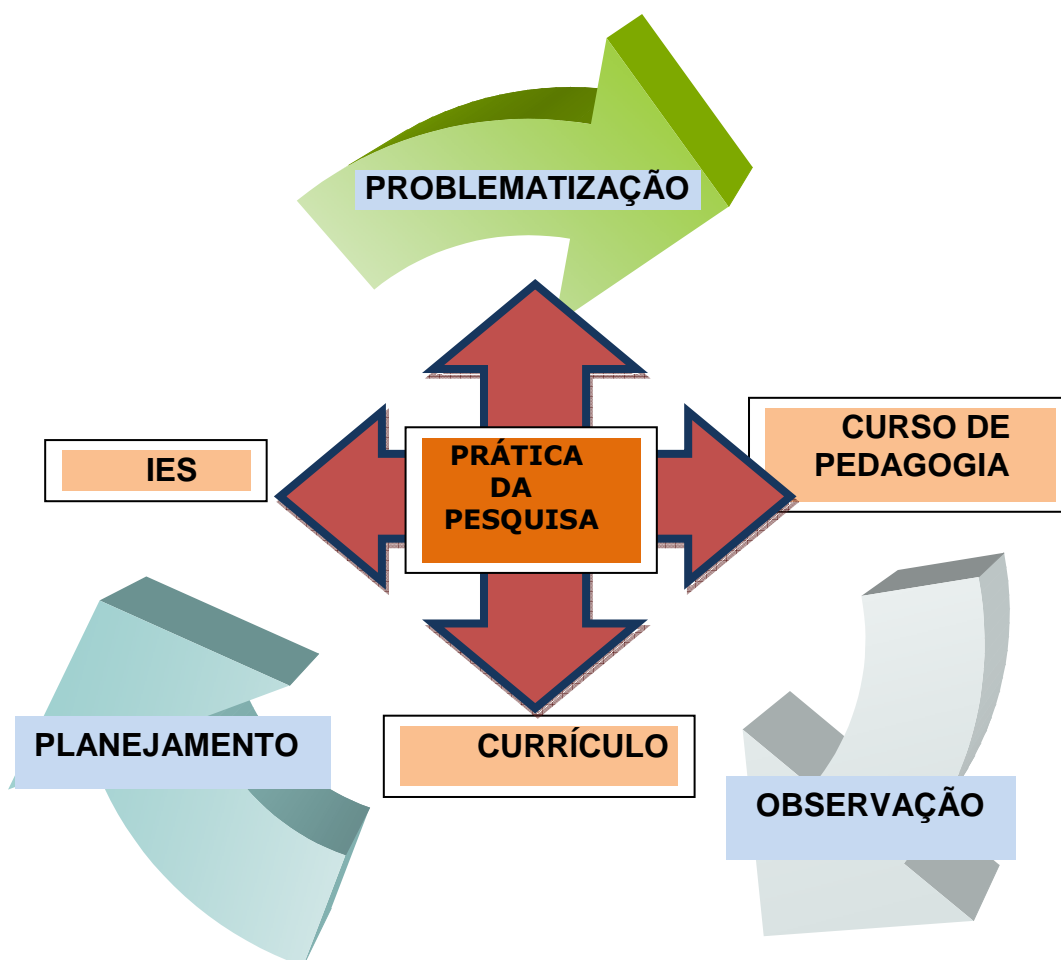 PROBLEMATIZAÇÃO
IES
PRÁTICA
DA
PESQUISA
CURSO DE
PEDAGOGIA
PLANEJAMENTO
CURRÍCULO
OBSERVAÇÃO